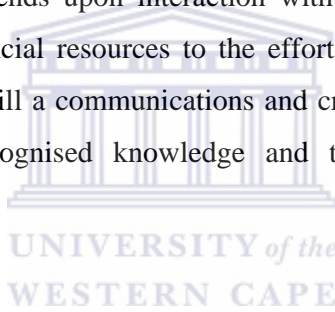 ends upon interaction with
cial resources to the effort
ill a communications and cr
ognised knowledge and t
UNIVERSITY of the
WESTERN CAPE